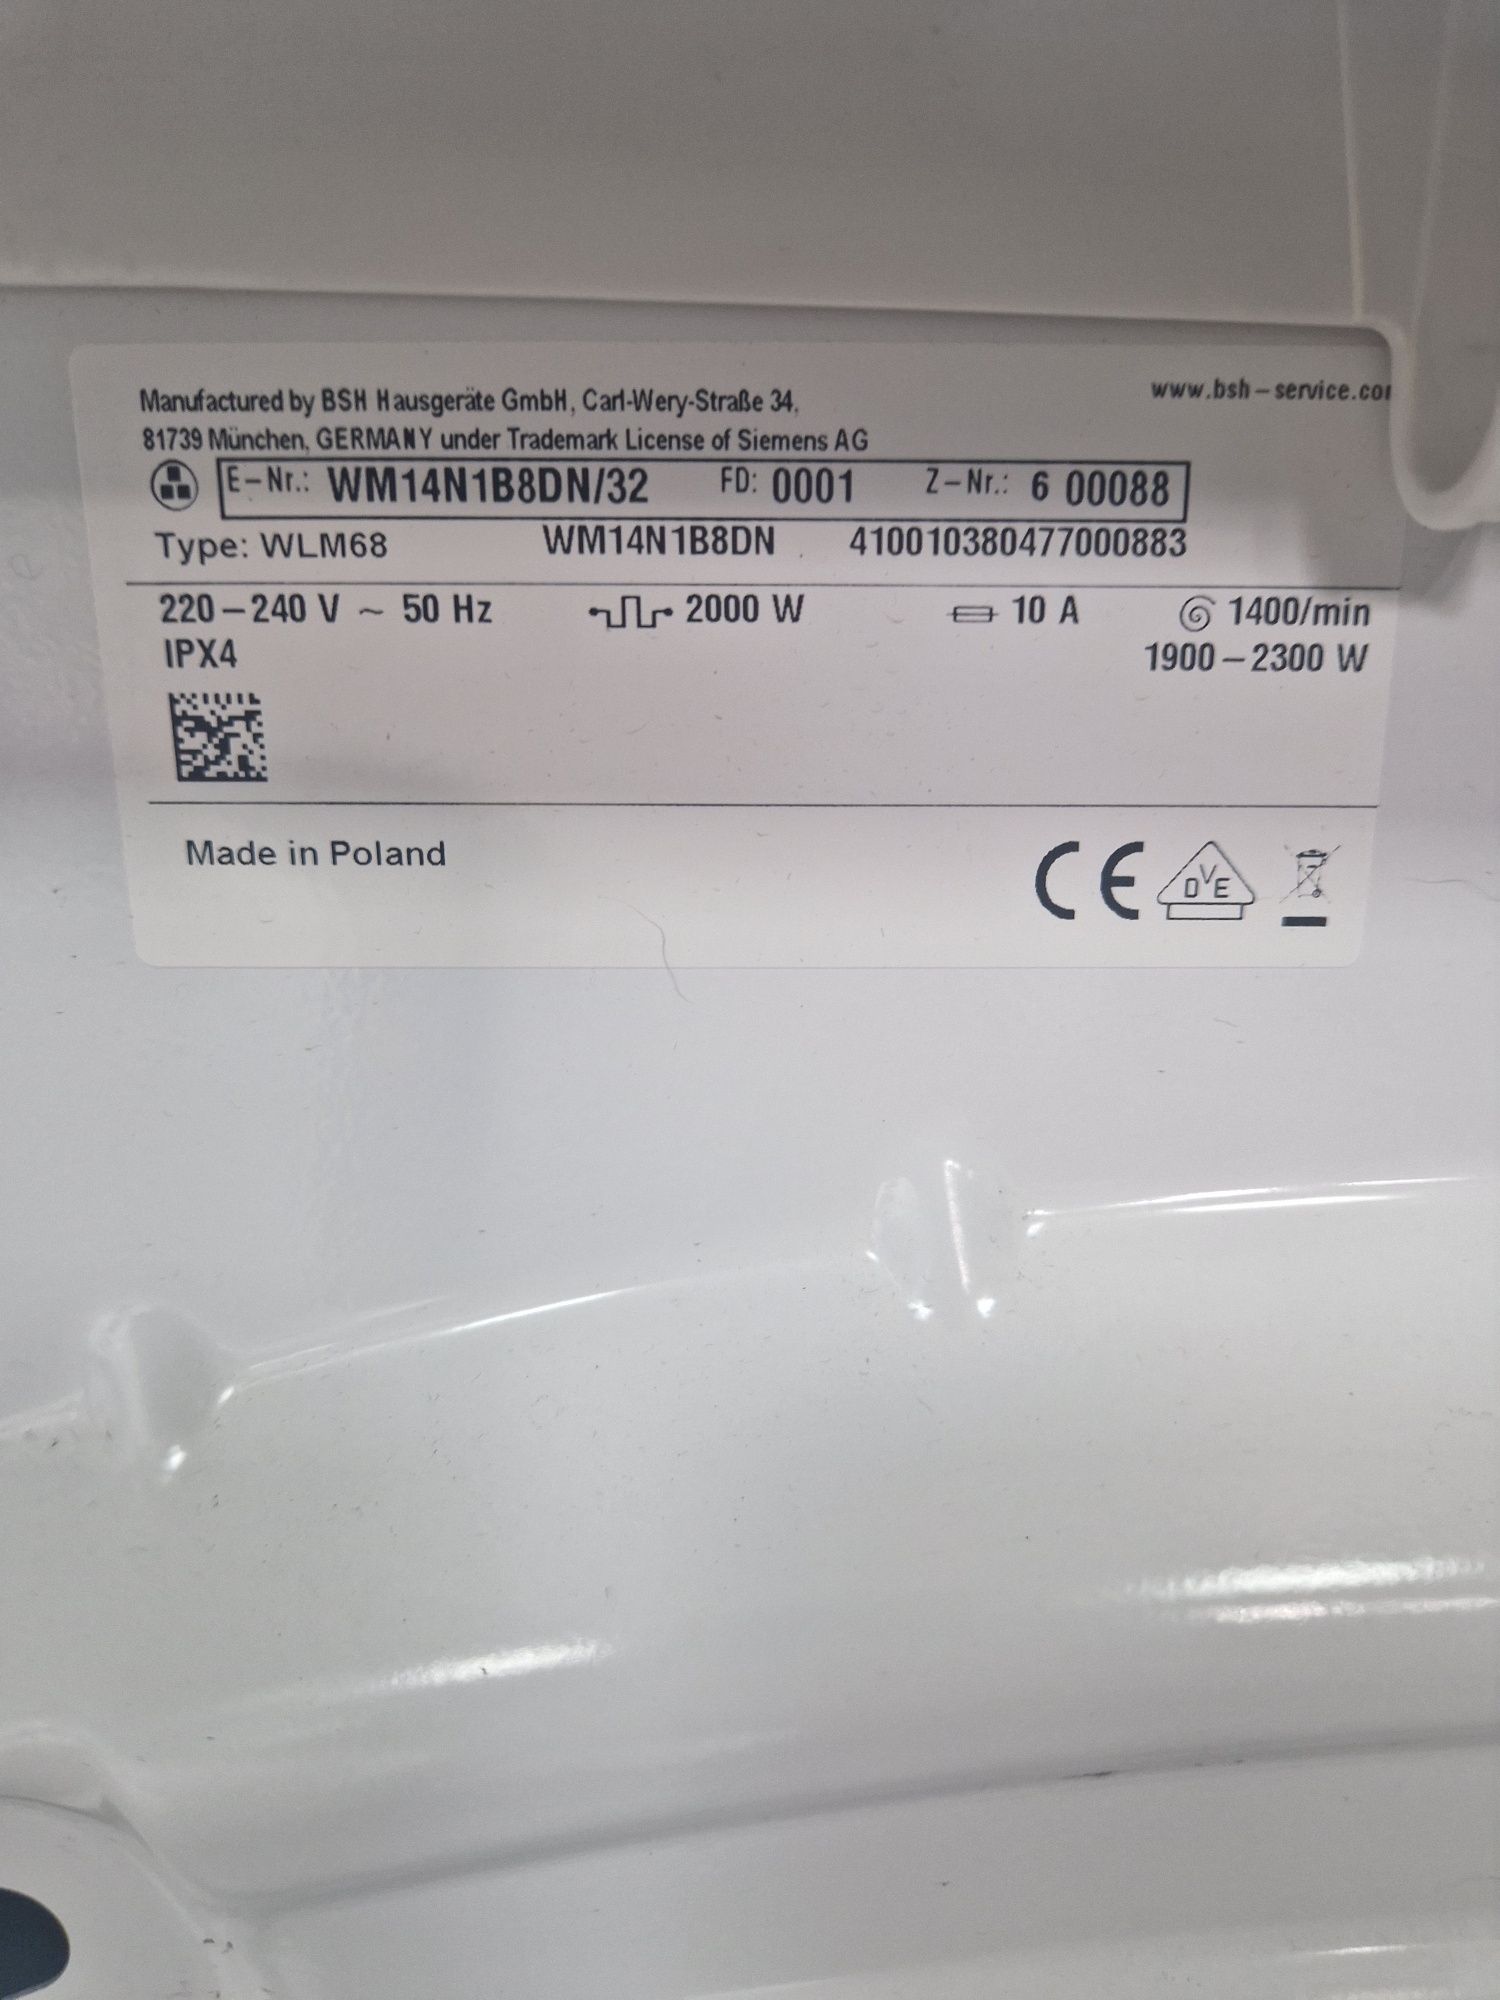 Manufactured by BSH Hausgeräte GmbH, Carl-Wery-Straße 34,
www.bsh-service.co
81739 München, GERMANY under Trademark License of Siemens AG
E-Nr.: WM14N1B8DN/32 FD: 0001 Z-Nr.: 6 00088
Type: WLM68 WM14N1B8DN 410010380477000883
220-240 V ~ 50 Hz 2000 W 10 A 1400/min
IPX4 1900-2300 W
Made in Poland
CE DVE